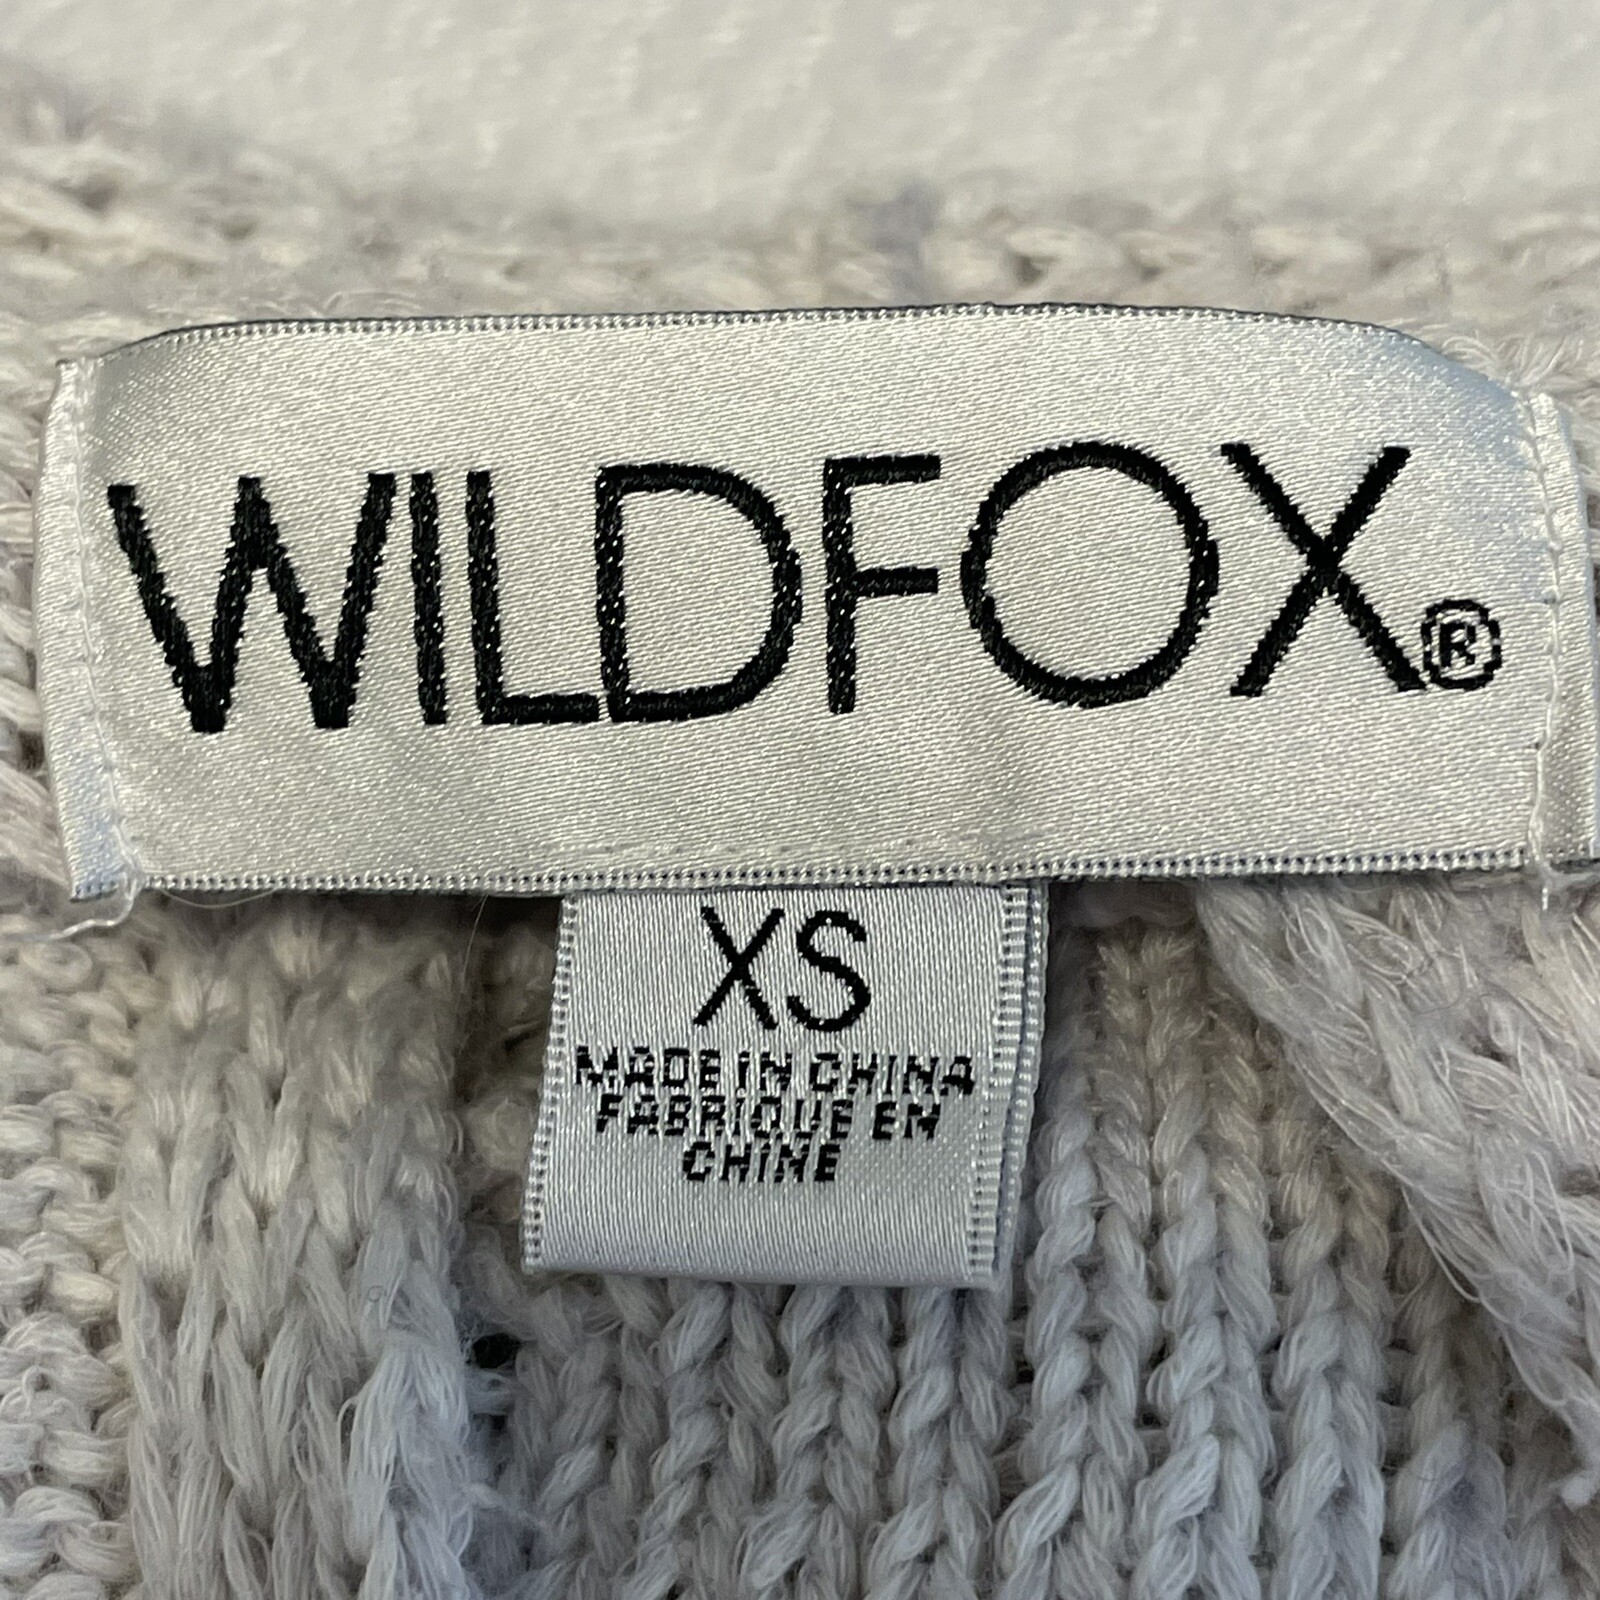 WILDFOX®
XS
MADE IN CHINA
FABRIQUE EN
CHINE